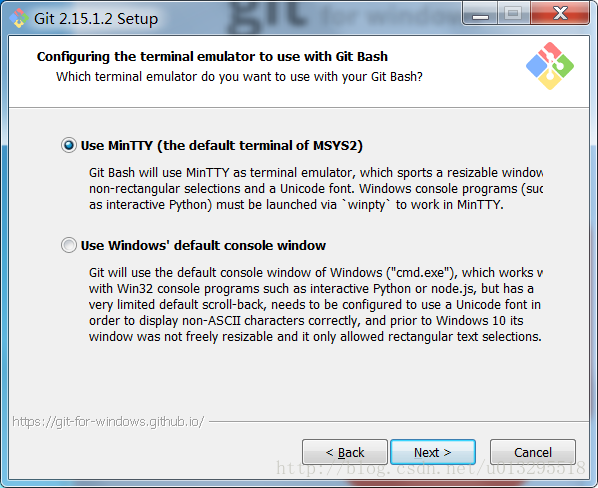 git for windows
Git 2.15.1.2 Setup
Configuring the terminal emulator to use with Git Bash
Which terminal emulator do you want to use with your Git Bash?
Use MinTTY (the default terminal of MSYS2)
Git Bash will use MinTTY as terminal emulator, which sports a resizable window
non-rectangular selections and a Unicode font. Windows console programs (suc
as interactive Python) must be launched via `winpty` to work in MinTTY.
Use Windows' default console window
Git will use the default console window of Windows ("cmd.exe"), which works w
with Win32 console programs such as interactive Python or node.js, but has a
very limited default scroll-back, needs to be configured to use a Unicode font in
order to display non-ASCII characters correctly, and prior to Windows 10 its
window was not freely resizable and it only allowed rectangular text selections.
https://git-for-windows.github.io/
< Back
Next >
Cancel
http://blog.csdn.net/u013295518